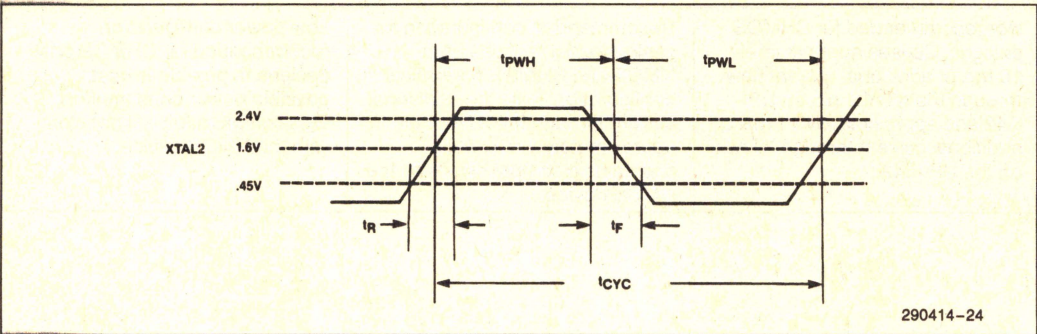 tPWH tPWL
2.4V
XTAL2 1.6V
.45V
tR tF
tCYC
290414-24